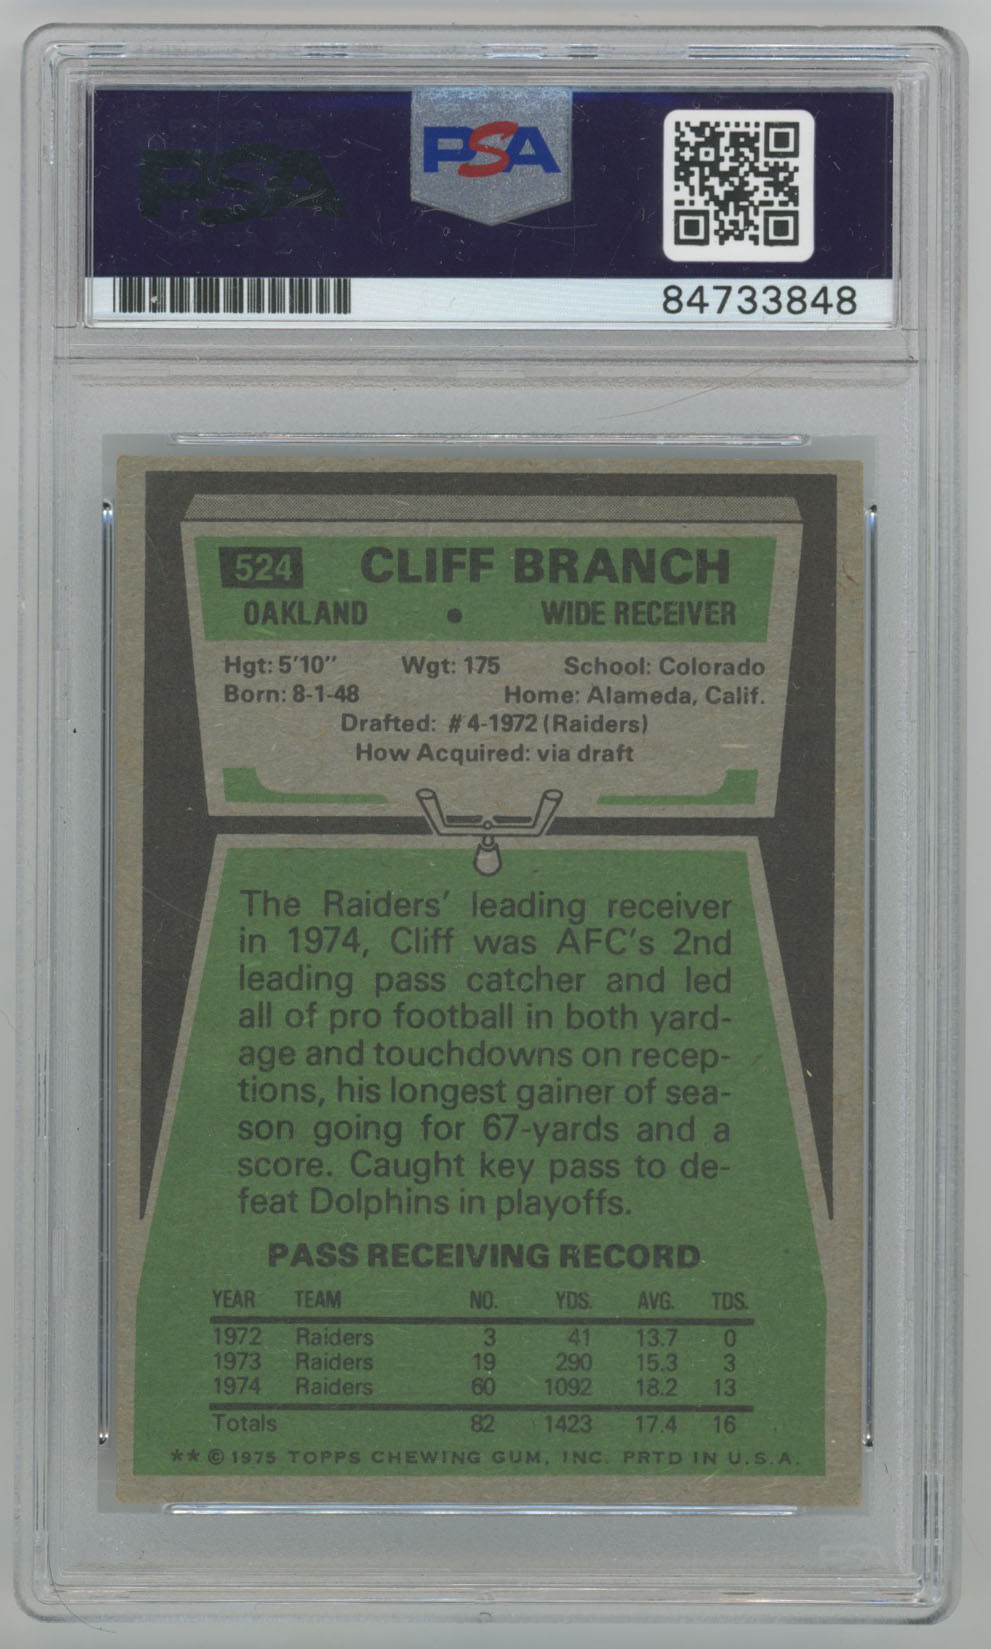 PSA
PSA
84733848
524 CLIFF BRANCH
OAKLAND • WIDE RECEIVER
Hgt: 5'10" Wgt: 175 School: Colorado
Born: 8-1-48 Home: Alameda, Calif.
Drafted: #4-1972 (Raiders)
How Acquired: via draft
The Raiders' leading receiver
in 1974, Cliff was AFC's 2nd
leading pass catcher and led
all of pro football in both yard-
age and touchdowns on recep-
tions, his longest gainer of sea-
son going for 67-yards and a
score. Caught key pass to de-
feat Dolphins in playoffs.
PASS RECEIVING RECORD
YEAR TEAM NO. YDS. AVG. TDS.
1972 Raiders 3 41 13.7 0
1973 Raiders 19 290 15.3 3
1974 Raiders 60 1092 18.2 13
Totals 82 1423 17.4 16
** © 1975 TOPPS CHEWING GUM, INC. PRTD IN U.S.A.
PSA